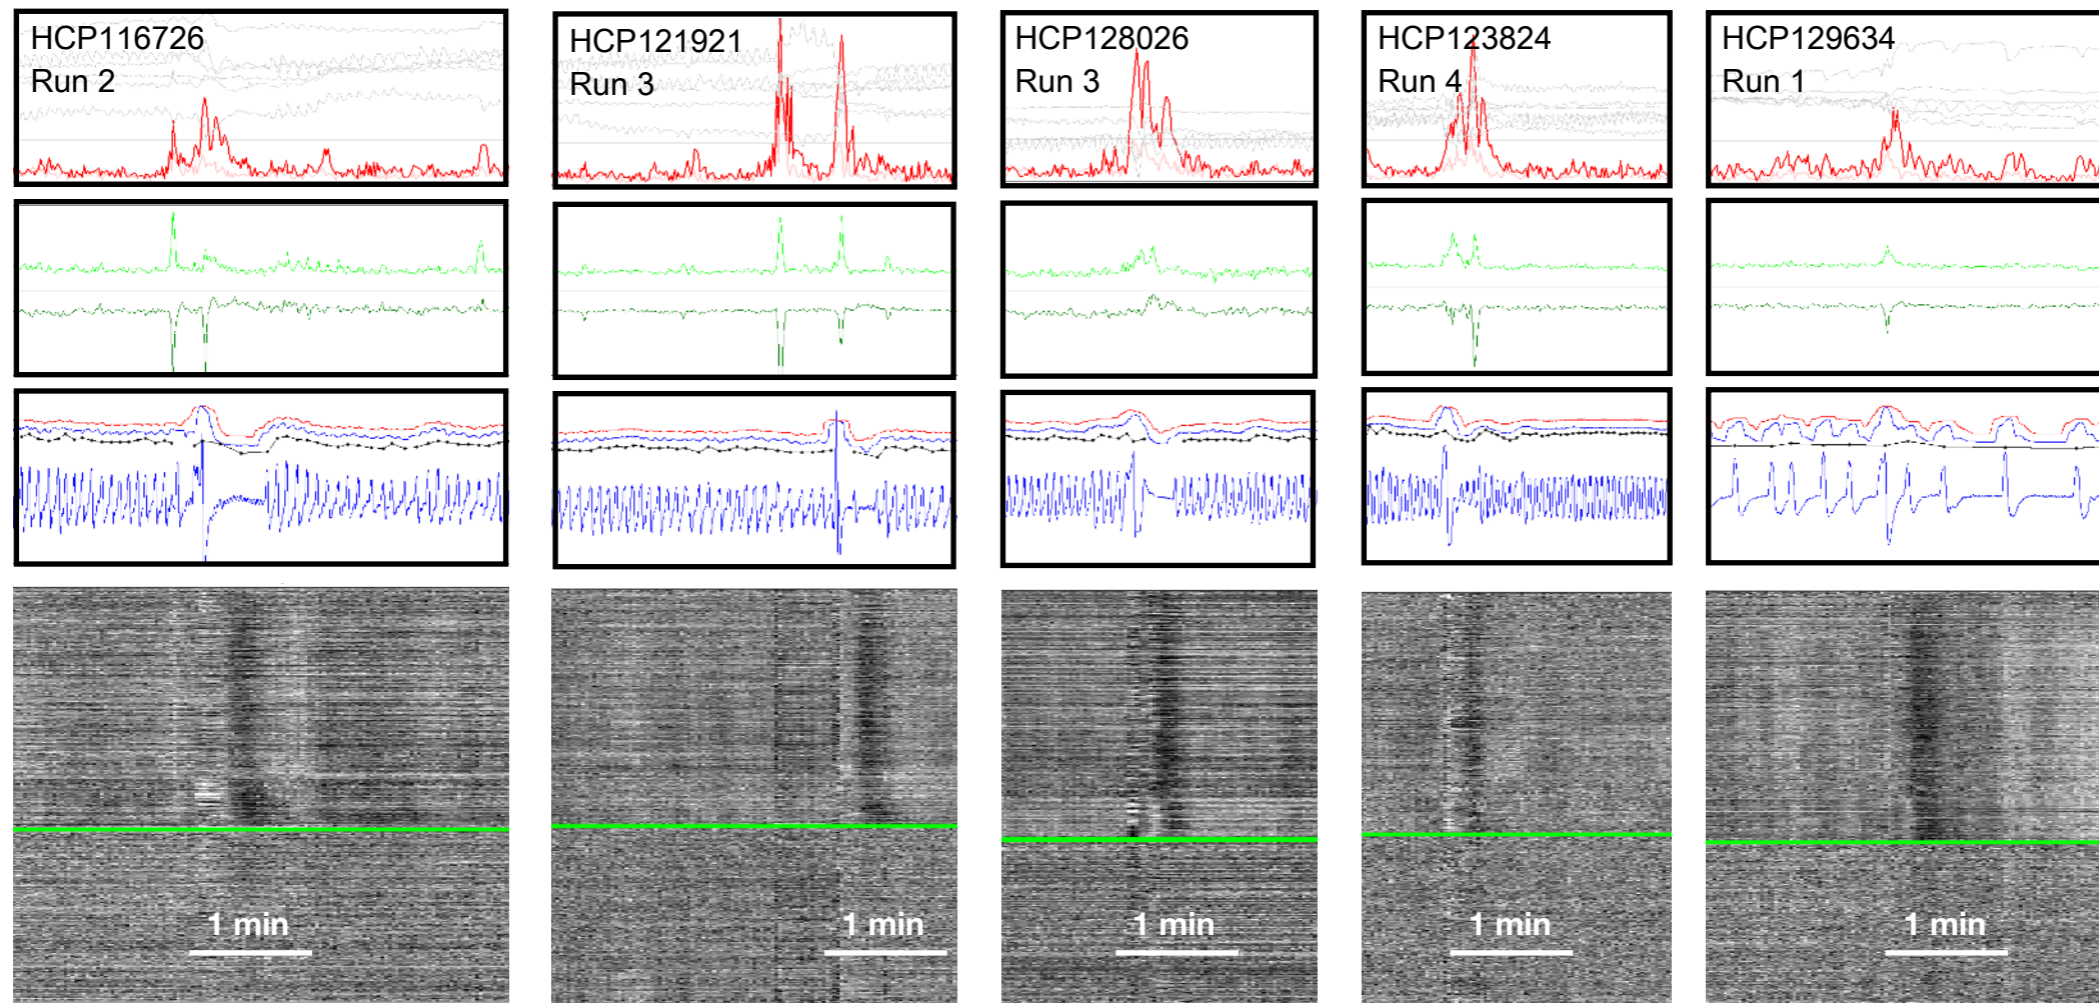 HCP116726
Run 2
HCP121921
Run 3
HCP128026
Run 3
HCP123824
Run 4
HCP129634
Run 1
1 min
1 min
1 min
1 min
1 min